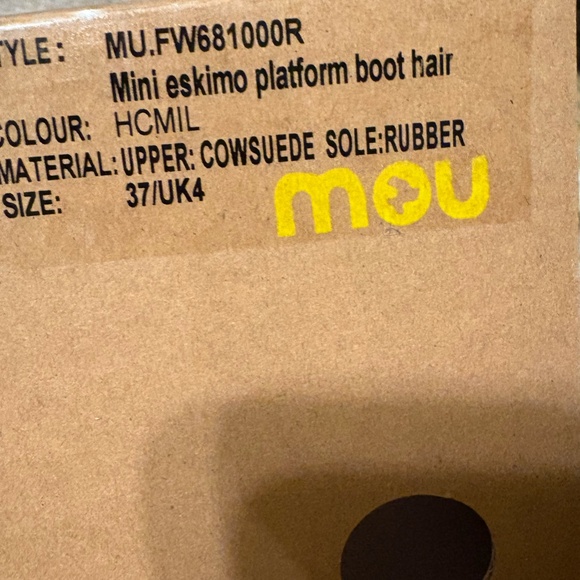 TYLE: MU.FW681000R
Mini eskimo platform boot hair
COLOUR: HCMIL
MATERIAL: UPPER: COWSUEDE SOLE:RUBBER
SIZE: 37/UK4
mou